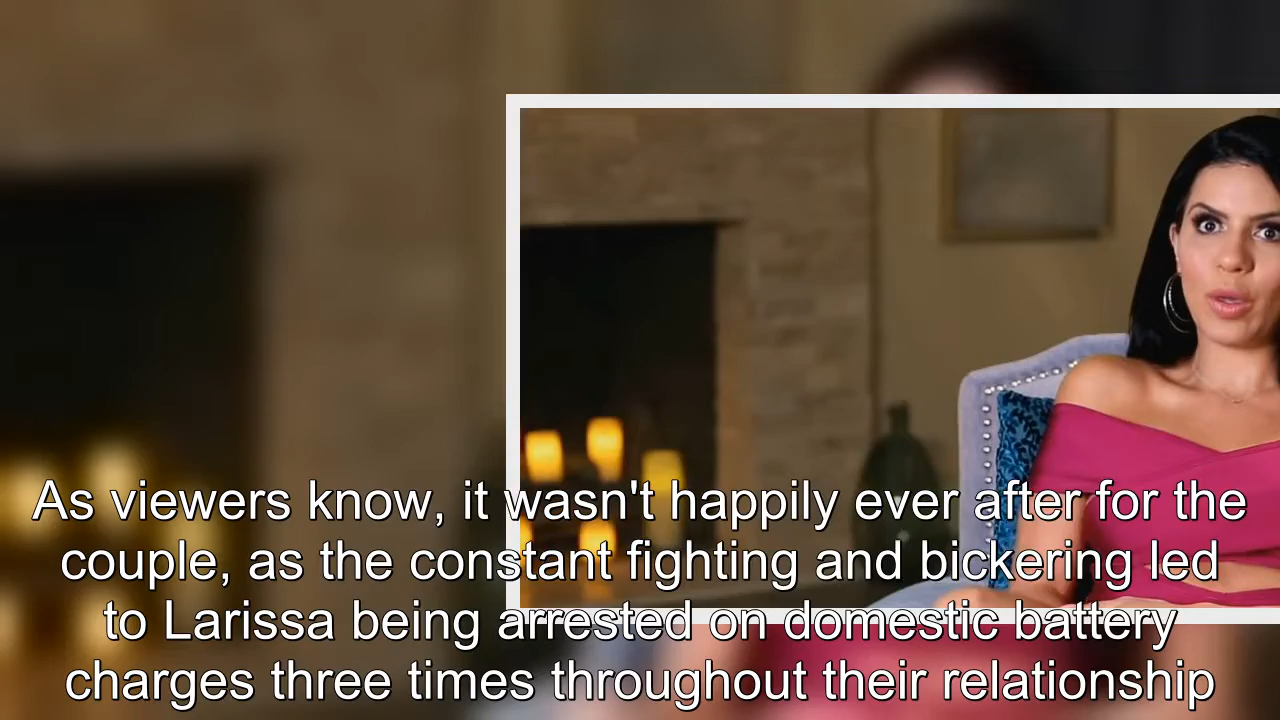 As viewers know, it wasn't happily ever after for the
couple, as the constant fighting and bickering led
to Larissa being arrested on domestic battery
charges three times throughout their relationship